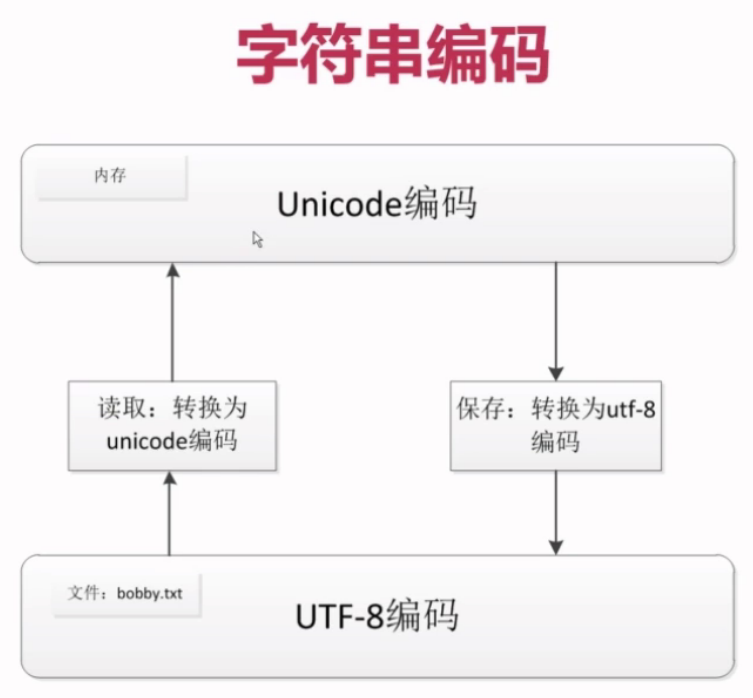 字符串编码
内存
Unicode编码
读取：转换为
unicode编码
保存：转换为utf-8
编码
文件：bobby.txt
UTF-8编码